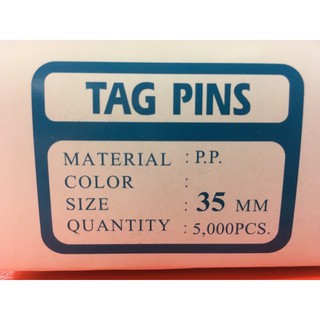 TAG PINS
MATERIAL : P.P.
COLOR :
SIZE : 35 MM
QUANTITY : 5,000PCS.